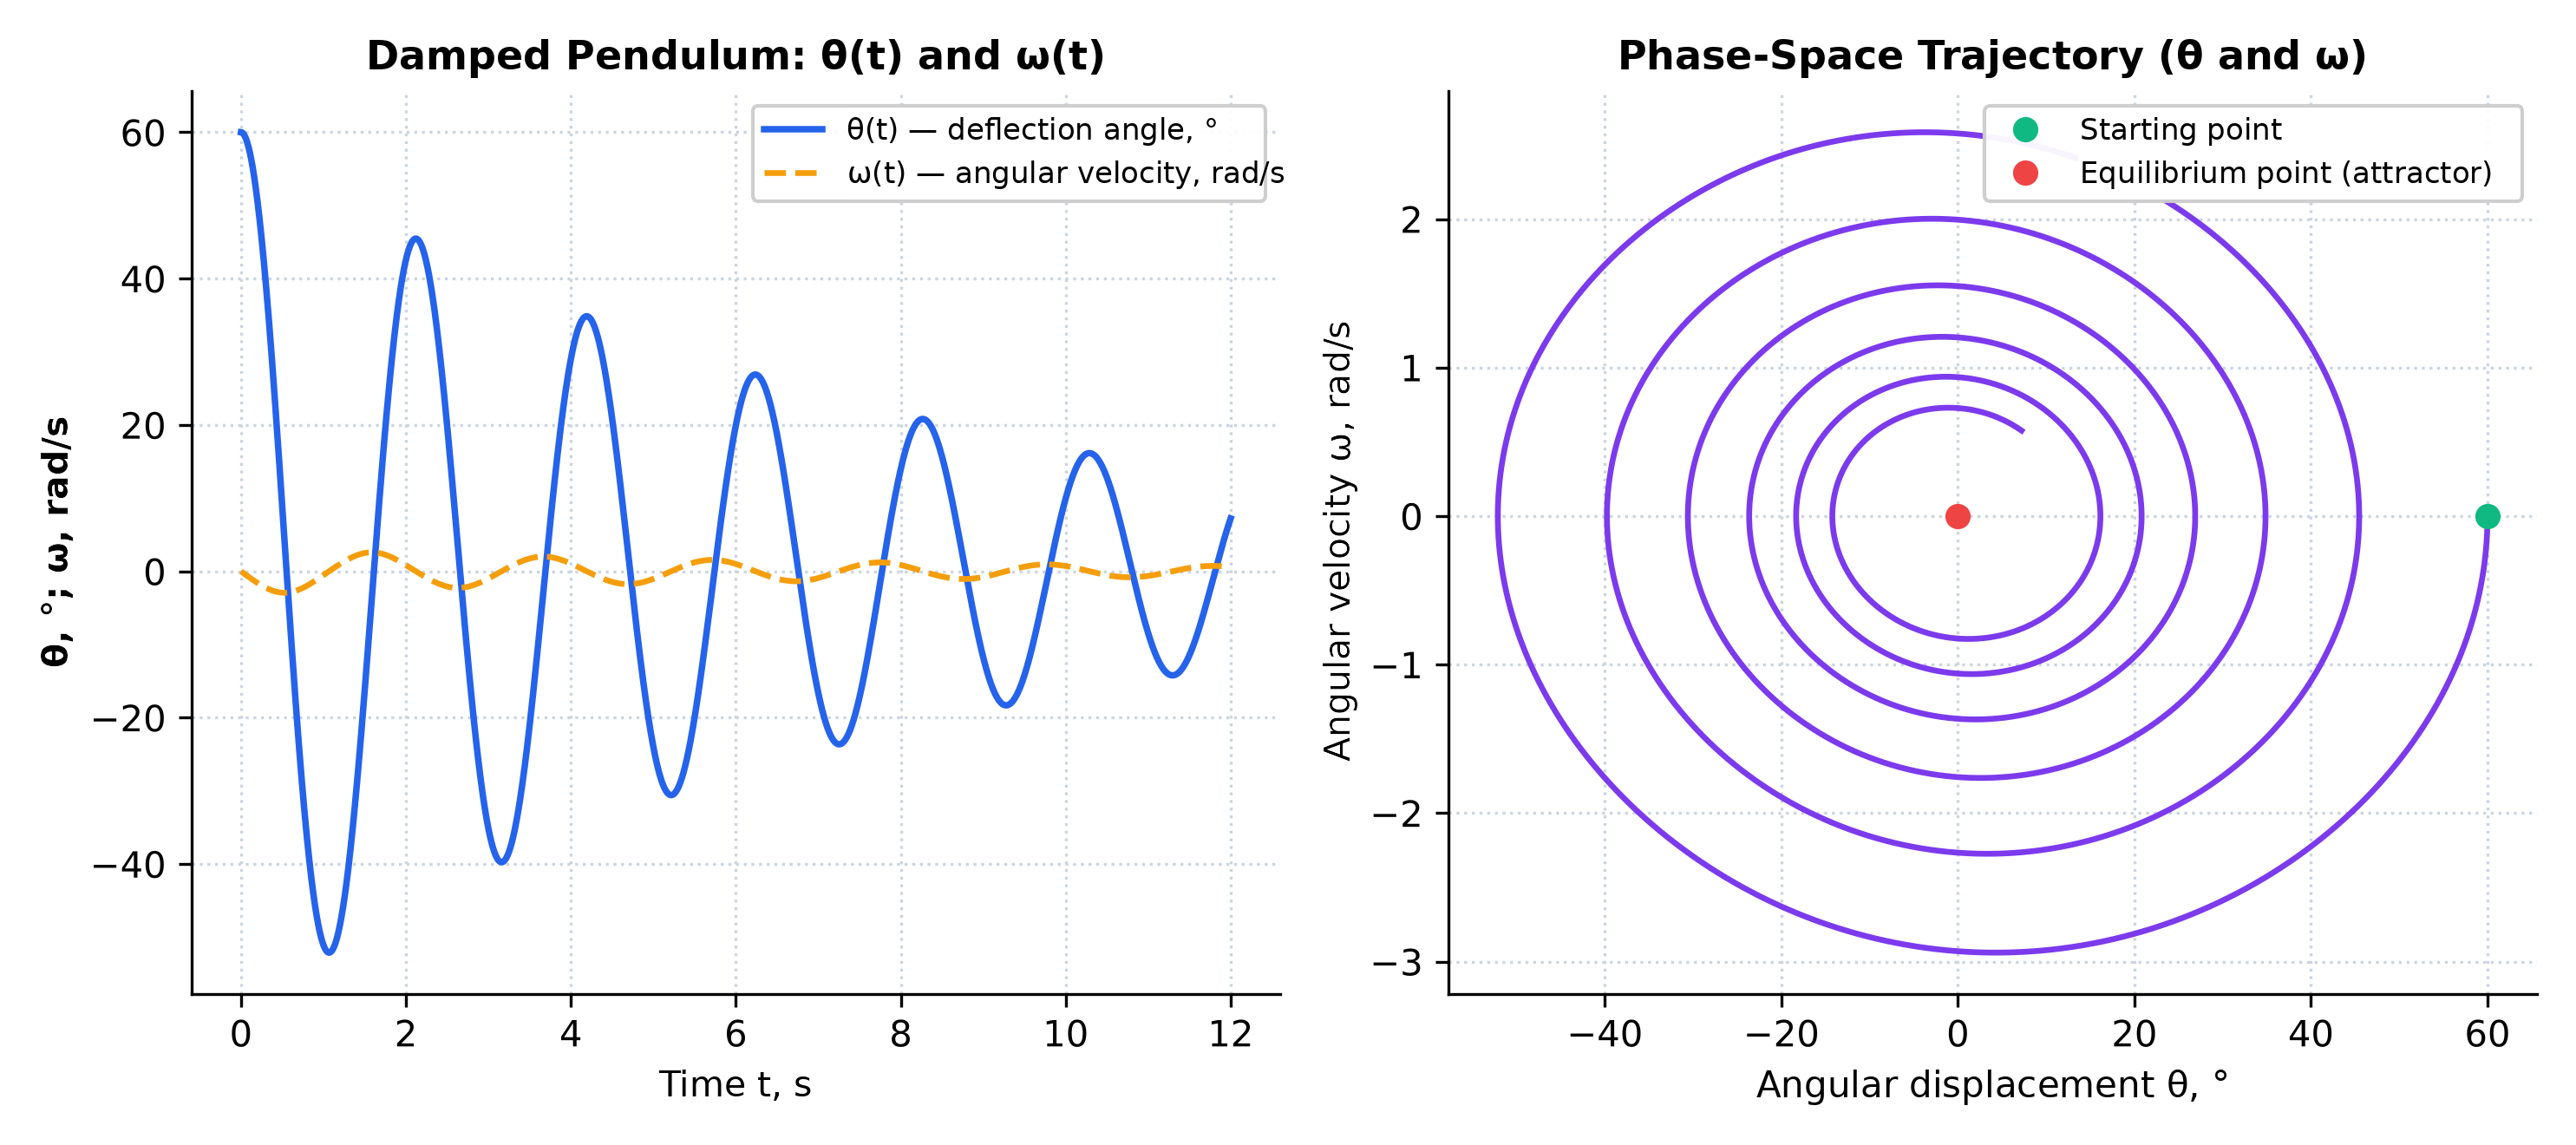 Damped Pendulum: θ(t) and ω(t)
θ(t) — deflection angle, °
ω(t) — angular velocity, rad/s
θ, °; ω, rad/s
60
40
20
0
−20
−40
0 2 4 6 8 10 12
Time t, s
Phase-Space Trajectory (θ and ω)
Starting point
Equilibrium point (attractor)
Angular velocity ω, rad/s
2
1
0
−1
−2
−3
−40 −20 0 20 40 60
Angular displacement θ, °